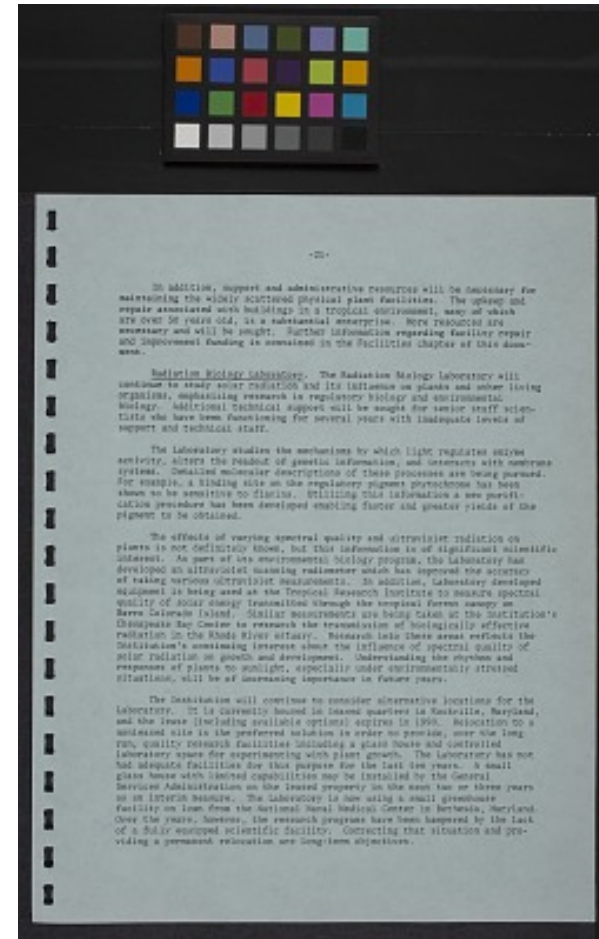 In addition, support and administrative resources will be necessary for
maintaining the widely scattered physical plant facilities. The upkeep and
repair associated with buildings in a tropical environment, many of which
are over 50 years old, is a substantial enterprise. More resources are
necessary and will be sought. Further information regarding facility repair
and improvement funding is contained in the Facilities chapter of this docu-
ment.
Radiation Biology Laboratory. The Radiation Biology Laboratory will
continue to study solar radiation and its influence on plants and other living
organisms, emphasizing research in regulatory biology and environmental
biology. Additional technical support will be sought for senior staff scien-
tists who have been functioning for several years with inadequate levels of
support and technical staff.
The Laboratory studies the mechanisms by which light regulates enzyme
activity, alters the readout of genetic information, and interacts with membrane
systems. Detailed molecular descriptions of these processes are being pursued.
For example, a binding site on the regulatory pigment phytochrome has been
shown to be sensitive to flavins. Utilizing this information a new purifi-
cation procedure has been developed enabling faster and greater yields of the
pigment to be obtained.
The effects of varying spectral quality and ultraviolet radiation on
plants is not definitely known, but this information is of significant scientific
interest. As part of its environmental biology program, the Laboratory has
developed an ultraviolet scanning radiometer which has improved the accuracy
of taking various ultraviolet measurements. In addition, Laboratory developed
equipment is being used at the Tropical Research Institute to measure spectral
quality of solar energy transmitted through the tropical forest canopy on
Barro Colorado Island. Similar measurements are being taken at the Institution's
Chesapeake Bay Center to research the transmission of biologically effective
radiation in the Rhode River estuary. Research into these areas reflects the
Institution's continuing interest about the influence of spectral quality of
solar radiation on growth and development. Understanding the rhythms and
responses of plants to sunlight, especially under environmentally stressed
situations, will be of increasing importance in future years.
The Institution will continue to consider alternative locations for the
Laboratory. It is currently housed in leased quarters in Rockville, Maryland,
and the lease (including available options) expires in 1990. Relocation to a
site is the preferred solution in order to provide, over the long
run, quality research facilities including a glass house and controlled
laboratory space for experimenting with plant growth. The Laboratory has not
had adequate facilities for this purpose for the last ten years. A small
glass house with limited capabilities may be installed by the General
Services Administration on the leased property in the next two or three years
as an interim measure. The Laboratory is now using a small greenhouse
facility on loan from the National Naval Medical Center in Bethesda, Maryland.
Over the years, however, the research programs have been hampered by the lack
of a fully equipped scientific facility. Correcting that situation and pro-
viding a permanent relocation are long-term objectives.